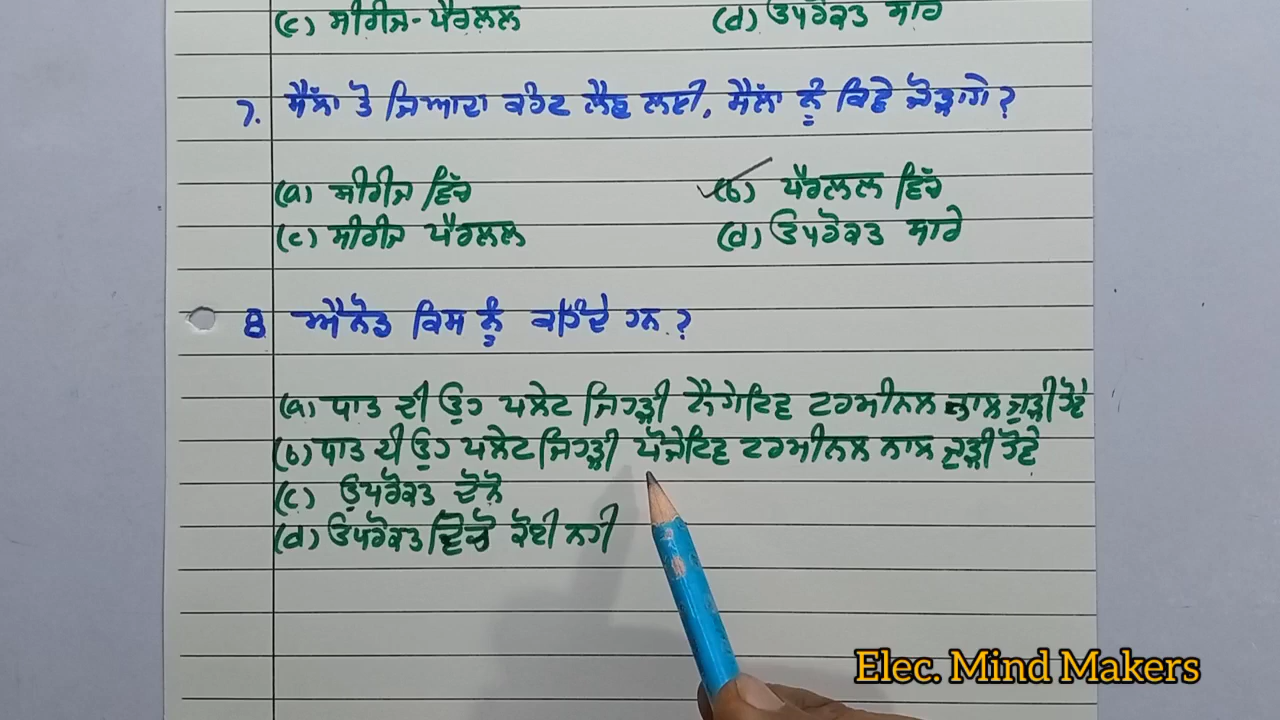 (c) ਸੀਰੀਜ-ਪੈਰਲਲ (d) ਉਪਰੋਕਤ ਸਾਰੇ
7. ਸੈੱਲਾਂ ਤੋਂ ਜਿਆਦਾ ਕਰੰਟ ਲੈਣ ਲਈ, ਸੈੱਲਾਂ ਨੂੰ ਕਿਵੇਂ ਜੋੜਾਂਗੇ ?
(a) ਸੀਰੀਜ ਵਿੱਚ (b) ਪੈਰਲਲ ਵਿੱਚ
(c) ਸੀਰੀਜ ਪੈਰਲਲ (d) ਉਪਰੋਕਤ ਸਾਰੇ
8 ਐਨੋਡ ਕਿਸ ਨੂੰ ਕਹਿੰਦੇ ਹਨ ?
(a) ਧਾਤ ਦੀ ਉਹ ਪਲੇਟ ਜਿਹੜੀ ਨੈਗੇਟਿਵ ਟਰਮੀਨਲ ਨਾਲ ਜੁੜੀ ਹੋਵੇ
(b) ਧਾਤ ਦੀ ਉਹ ਪਲੇਟ ਜਿਹੜੀ ਪੋਜੇਟਿਵ ਟਰਮੀਨਲ ਨਾਲ ਜੁੜੀ ਹੋਵੇ
(c) ਉਪਰੋਕਤ ਦੋਨੋ
(d) ਉਪਰੋਕਤ ਵਿੱਚੋਂ ਕੋਈ ਨਹੀ
Elec. Mind Makers